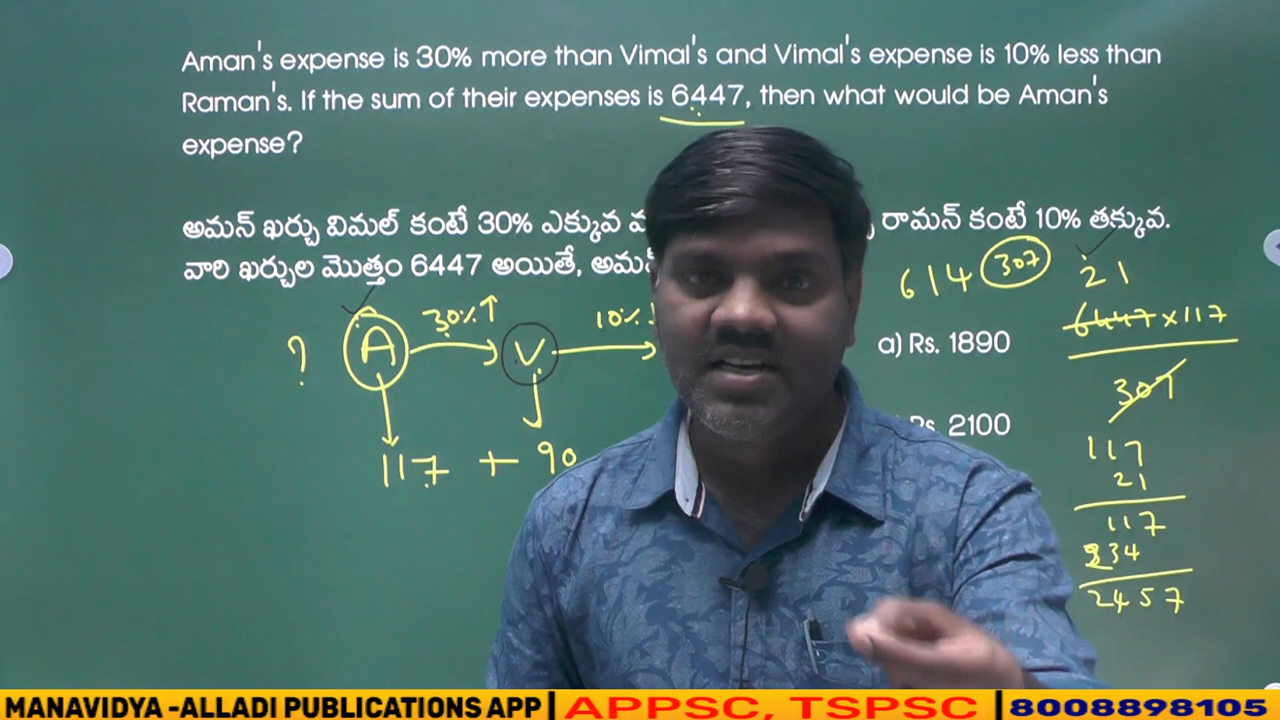 Aman's expense is 30% more than Vimal's and Vimal's expense is 10% less than
Raman's. If the sum of their expenses is 6447, then what would be Aman's
expense?
అమన్ ఖర్చు విమల్ కంటే 30% ఎక్కువ రామన్ కంటే 10% తక్కువ.
వారి ఖర్చుల మొత్తం 6447 అయితే,
614 307 21
6447x117
307
? A 30%↑ V 10%
a) Rs. 1890
Rs. 2100
117 + 90
117
21
117
234
2457
MANAVIDYA -ALLADI PUBLICATIONS APP | APPSC, TSPSC | 8008898105